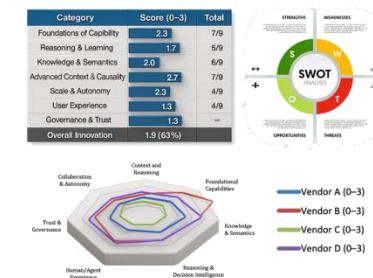 Category Score (0–3) Total
Foundations of Capibility 2.3 7/9
Reasoning & Learning 1.7 5/9
Knowledge & Semantics 2.0 6/9
Advanced Context & Causality 2.7 7/9
Scale & Autonomy 2.3 4/9
User Experience 1.3 4/9
Governance & Trust 1.3 –
Overall Innovation 1.9 (63%)
STRENGTHS WEAKNESSES
S W
SWOT
ANALYSIS
O T
OPPORTUNITIES THREATS
Context and
Reasoning
Collaboration
& Autonomy
Foundational
Capabilities
Trust &
Governance
Knowledge
& Semantics
Human/Agent
Experience
Reasoning &
Decision Intelligence
Vendor A (0–3)
Vendor B (0–3)
Vendor C (0–3)
Vendor D (0–3)